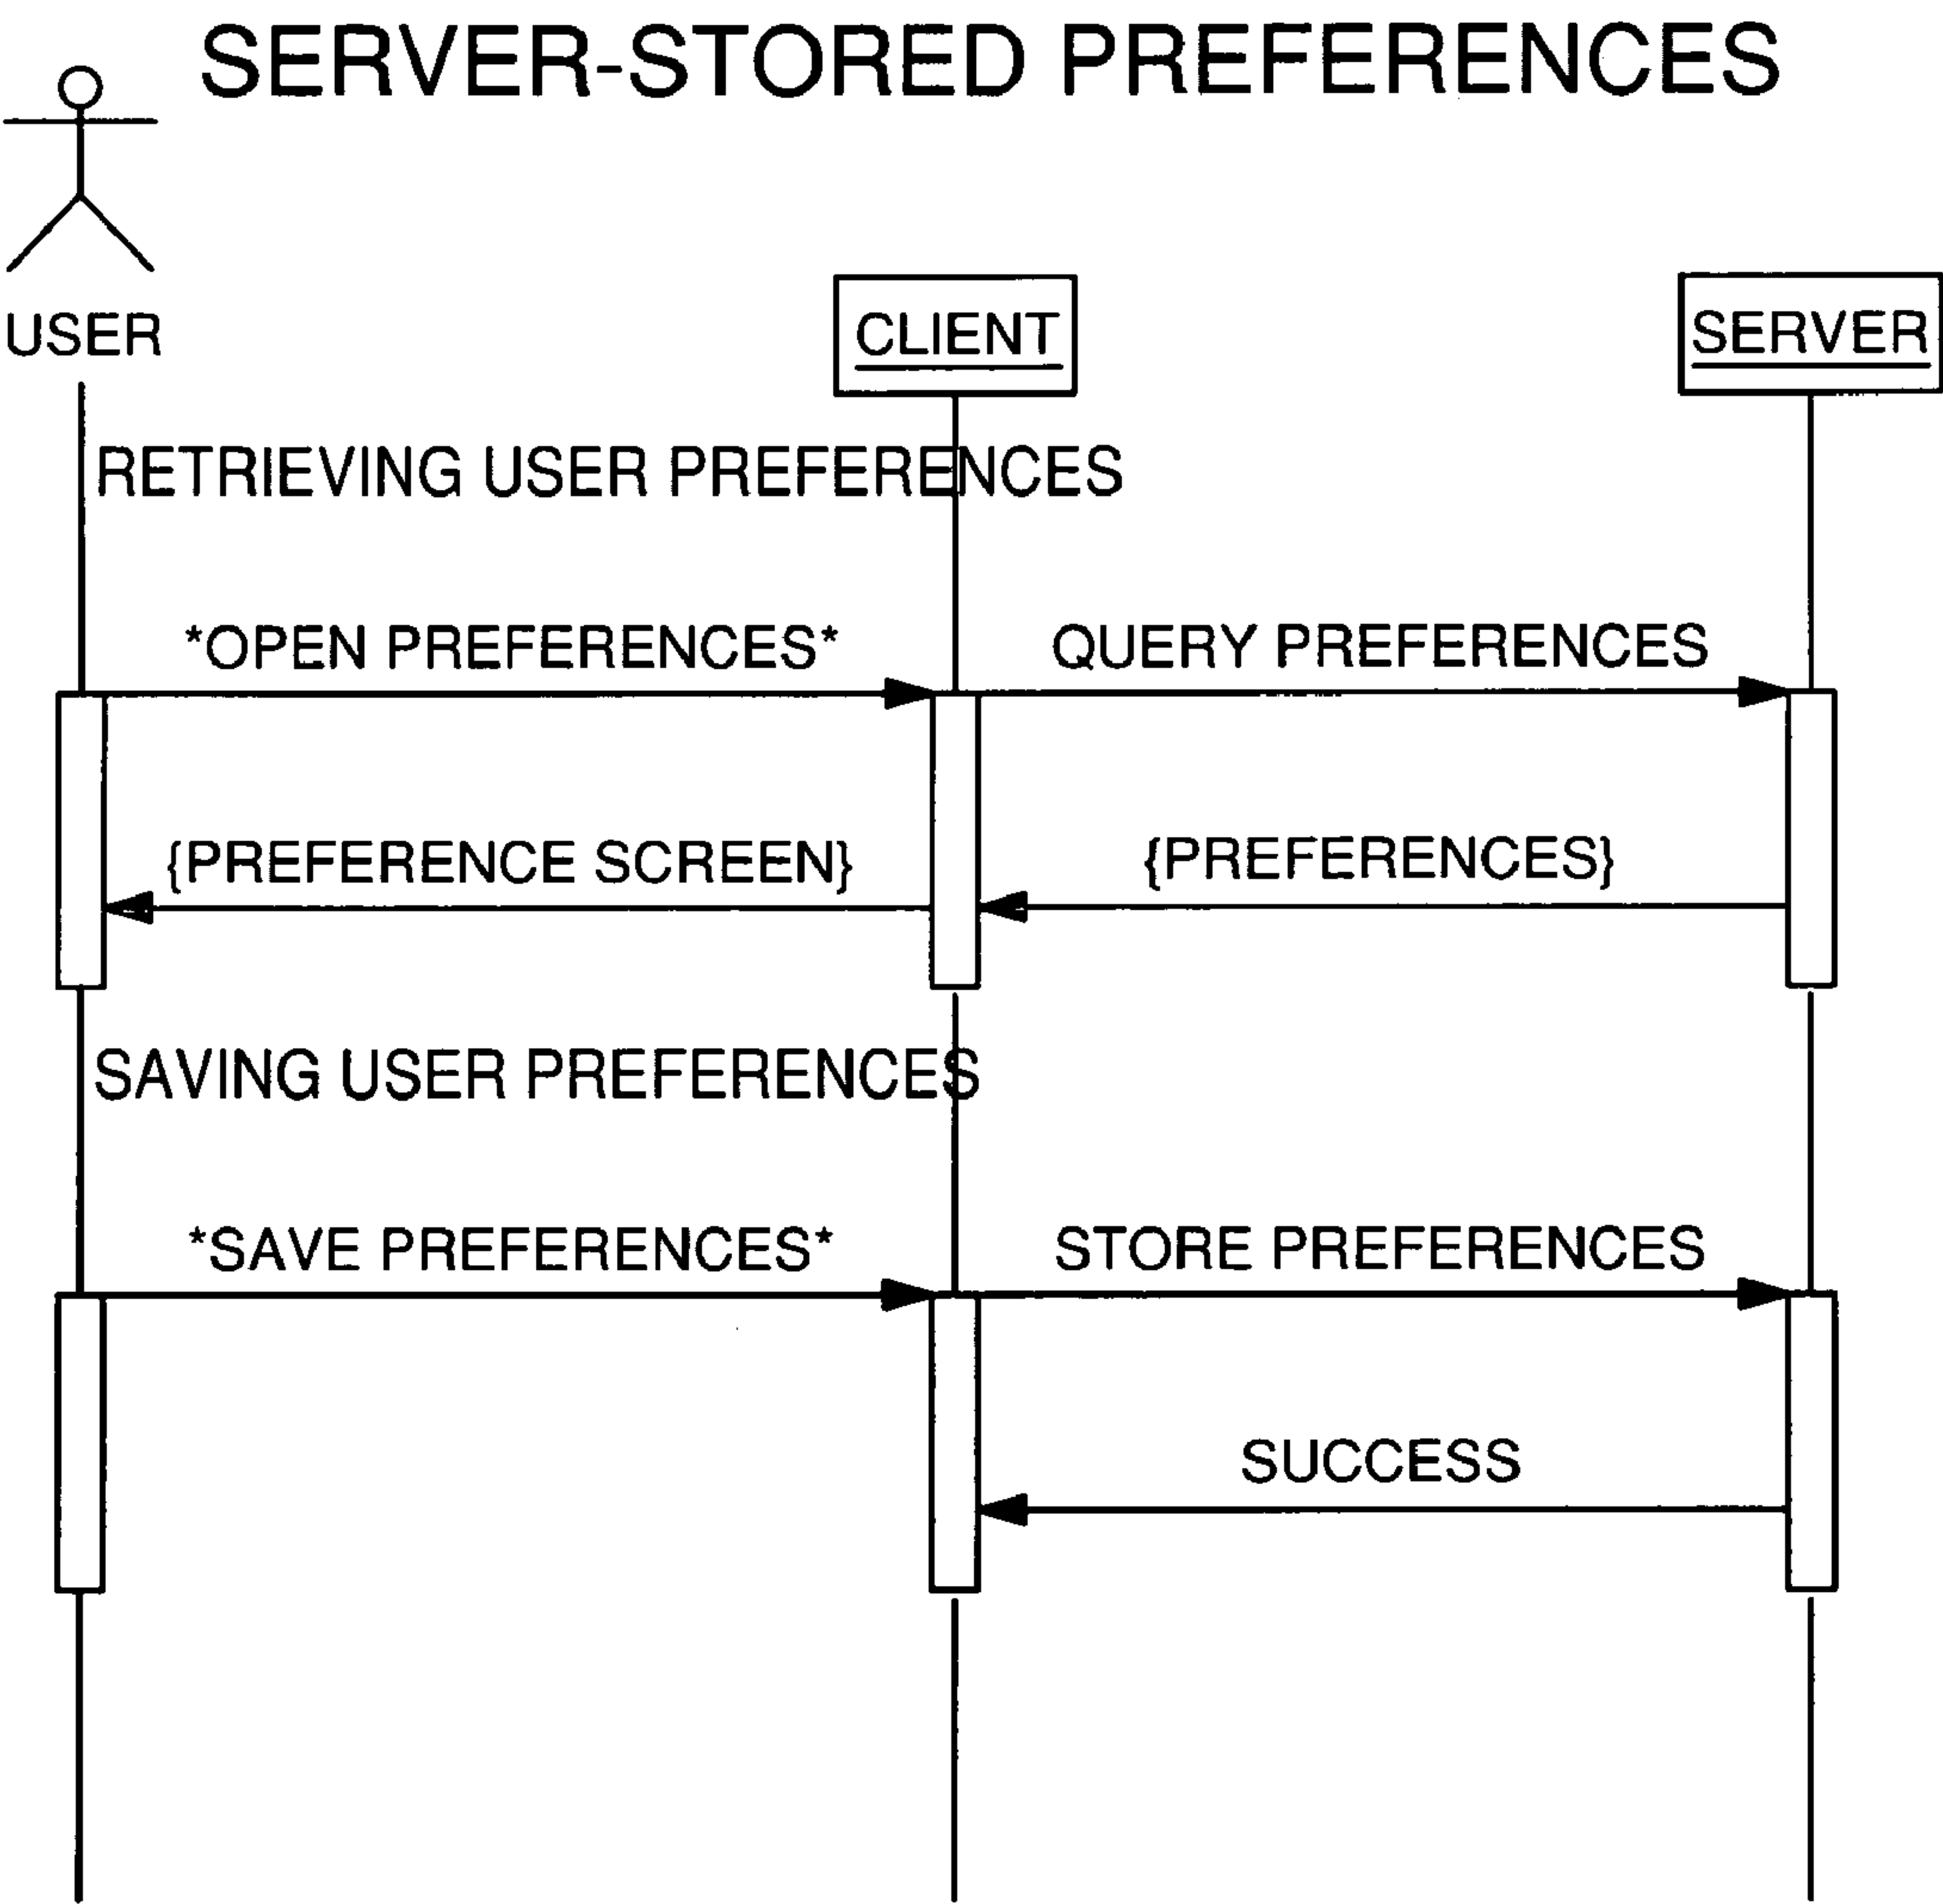 SERVER-STORED PREFERENCES
USER
CLIENT
SERVER
RETRIEVING USER PREFERENCES
*OPEN PREFERENCES*
QUERY PREFERENCES
{PREFERENCE SCREEN}
{PREFERENCES}
SAVING USER PREFERENCES
*SAVE PREFERENCES*
STORE PREFERENCES
SUCCESS